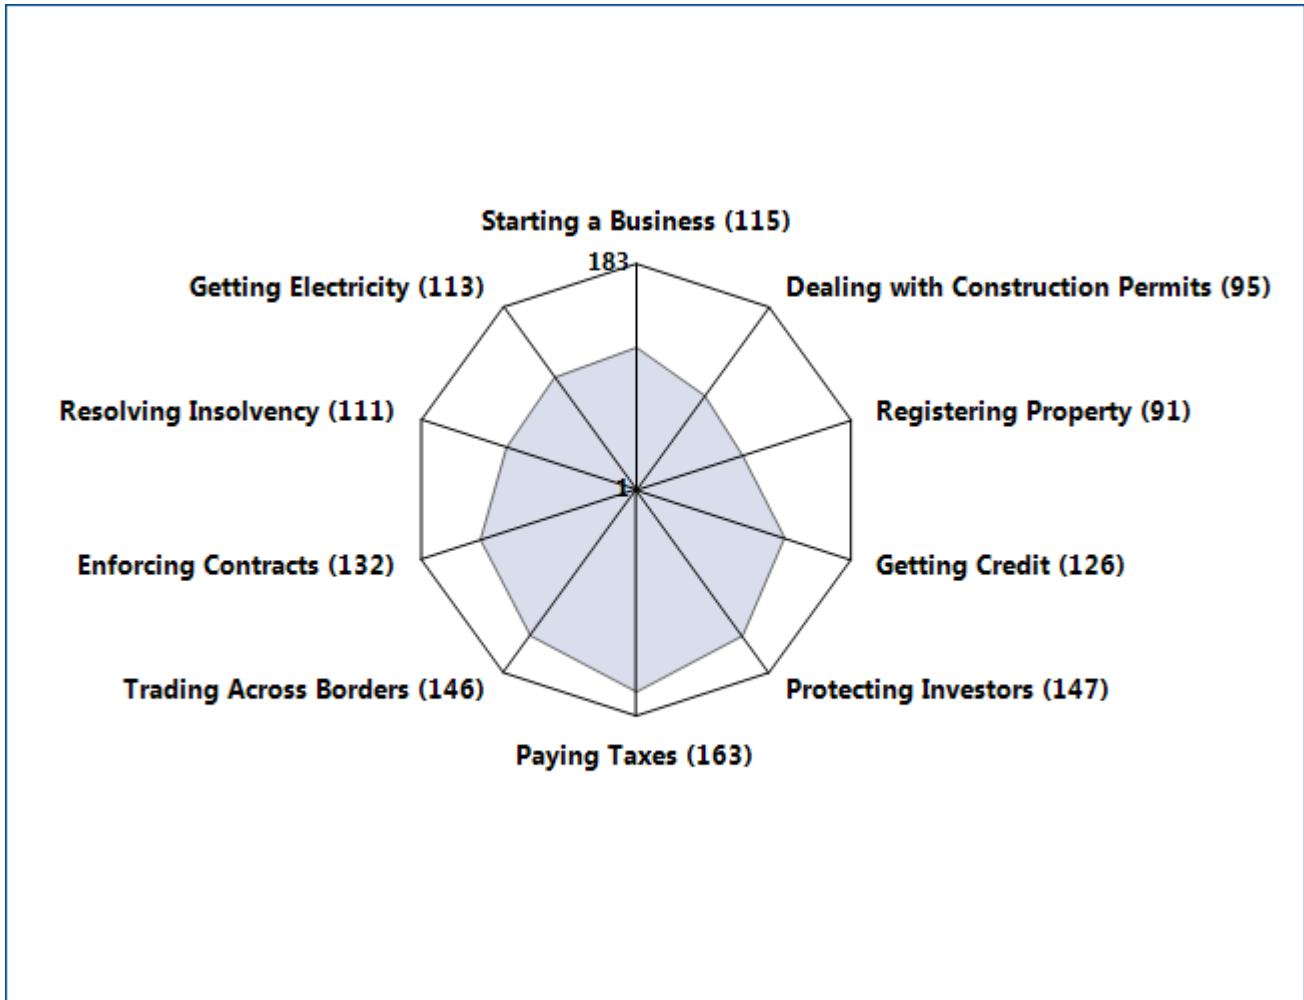 Starting a Business (115)
183
Getting Electricity (113)
Dealing with Construction Permits (95)
Resolving Insolvency (111)
Registering Property (91)
1
Enforcing Contracts (132)
Getting Credit (126)
Trading Across Borders (146)
Protecting Investors (147)
Paying Taxes (163)